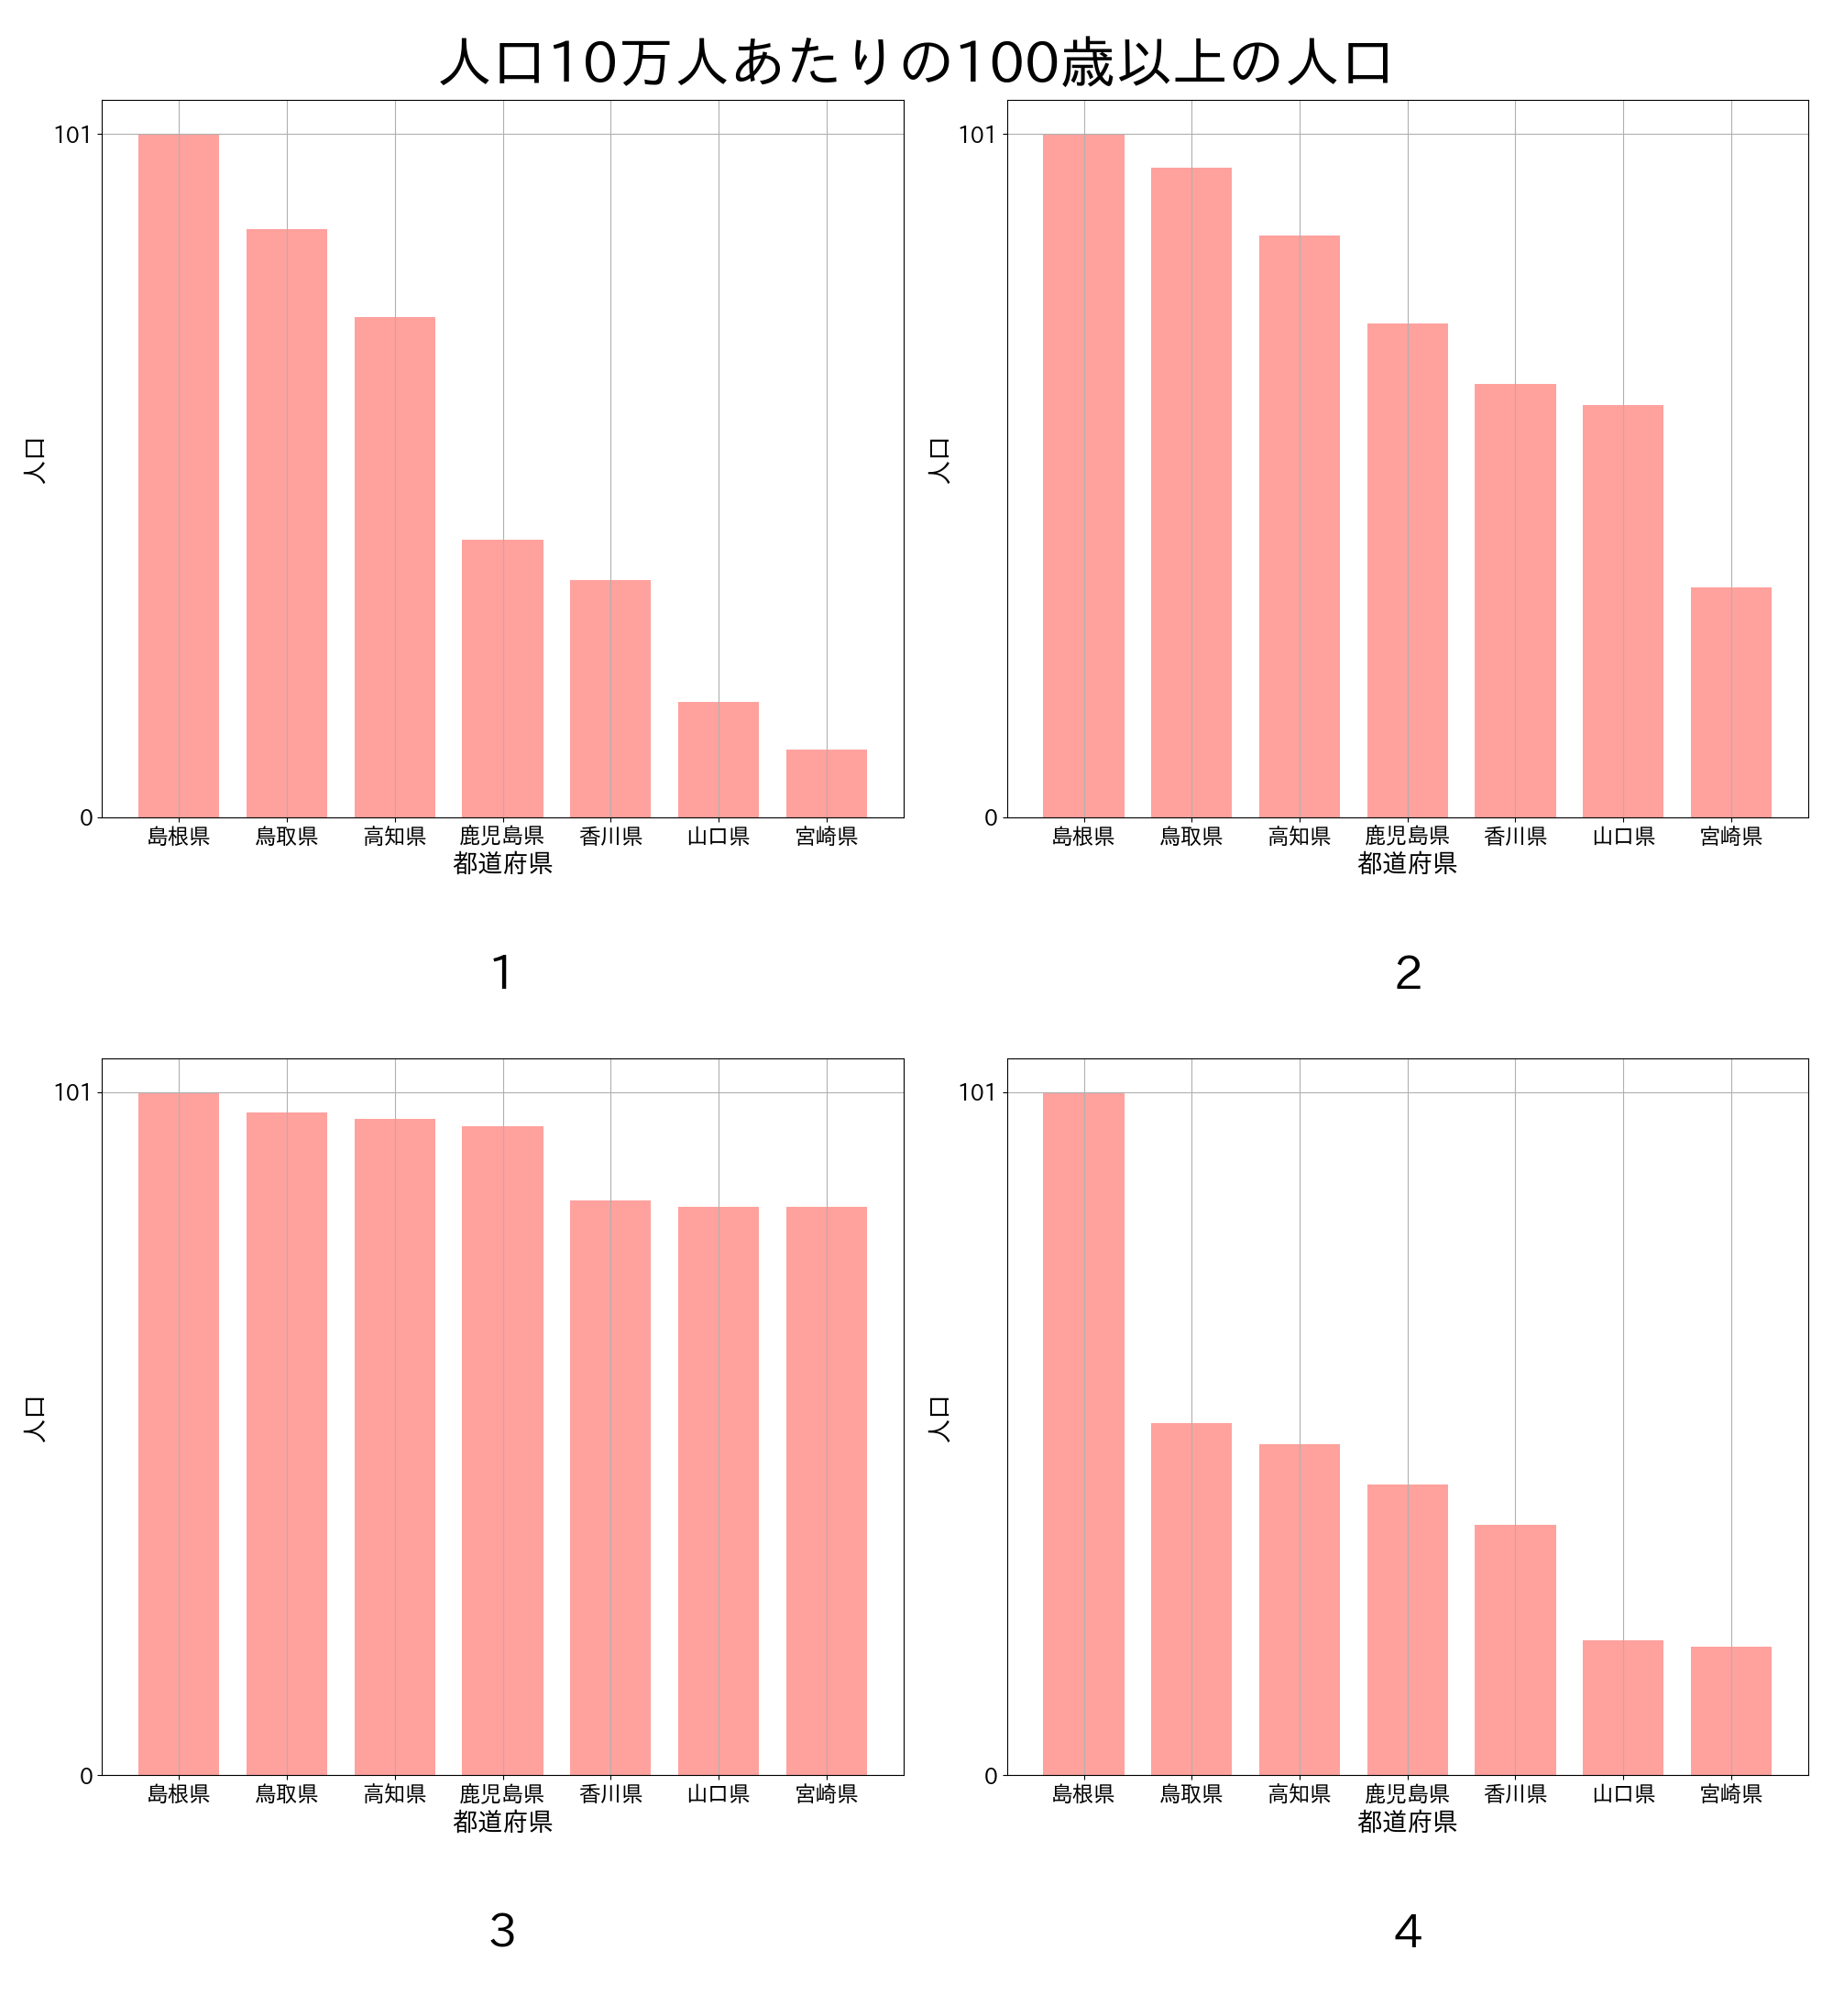 人口10万人あたりの100歳以上の人口
101
0
人口
島根県 鳥取県 高知県 鹿児島県 香川県 山口県 宮崎県
都道府県
1
101
0
人口
島根県 鳥取県 高知県 鹿児島県 香川県 山口県 宮崎県
都道府県
2
101
0
人口
島根県 鳥取県 高知県 鹿児島県 香川県 山口県 宮崎県
都道府県
3
101
0
人口
島根県 鳥取県 高知県 鹿児島県 香川県 山口県 宮崎県
都道府県
4